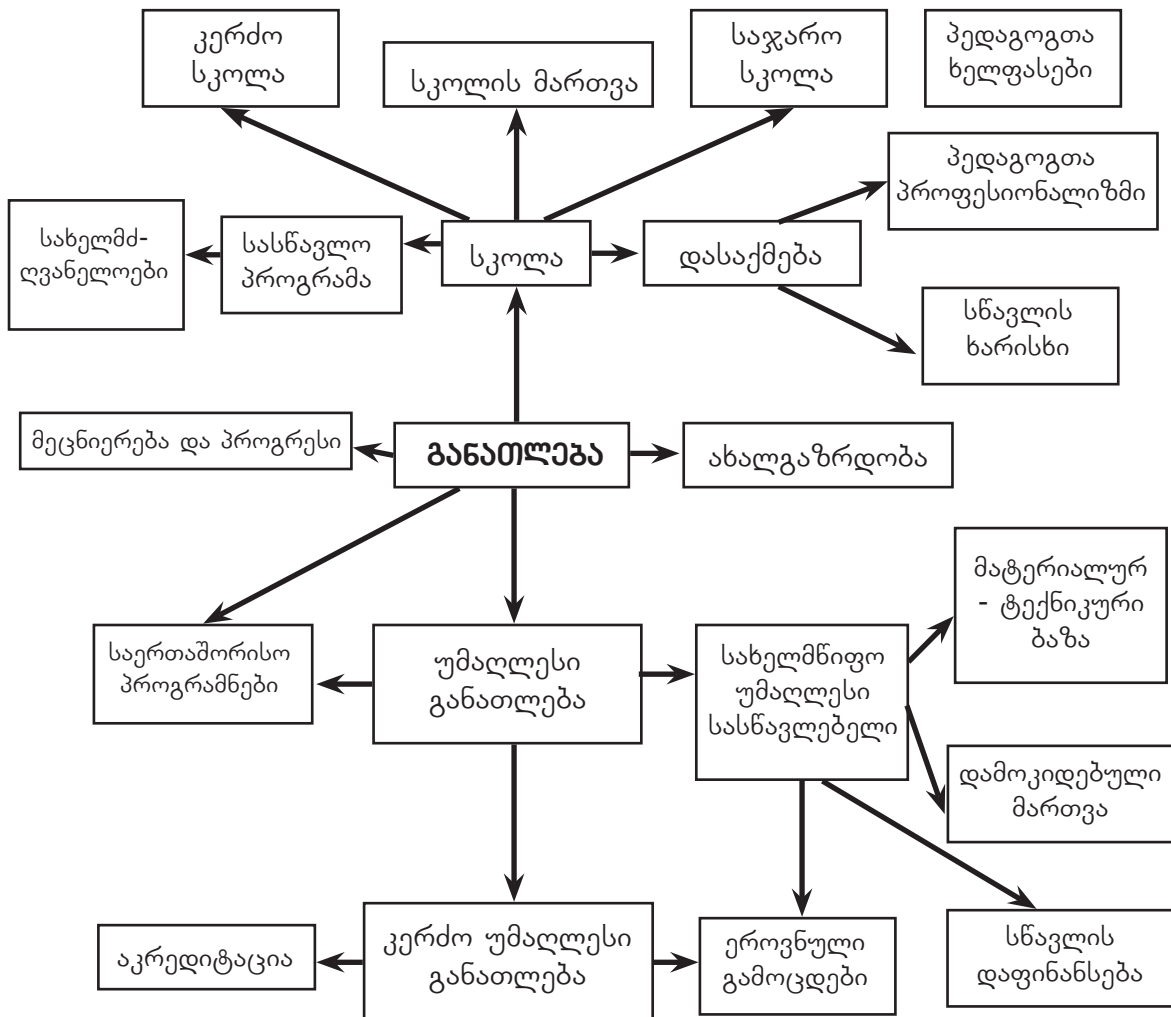 კერძო
სკოლა
სკოლის მართვა
საჯარო
სკოლა
პედაგოგთა
ხელფასები
პედაგოგთა
პროფესიონალიზმი
სახელმძ-
ღვანელოები
სასწავლო
პროგრამა
სკოლა
დასაქმება
სწავლის
ხარისხი
მეცნიერება და პროგრესი
განათლება
ახალგაზრდობა
მატერიალურ
- ტექნიკური
ბაზა
საერთაშორისო
პროგრამნები
უმაღლესი
განათლება
სახელმწიფო
უმაღლესი
სასწავლებელი
დამოკიდებული
მართვა
აკრედიტაცია
კერძო უმაღლესი
განათლება
ეროვნული
გამოცდები
სწავლის
დაფინანსება